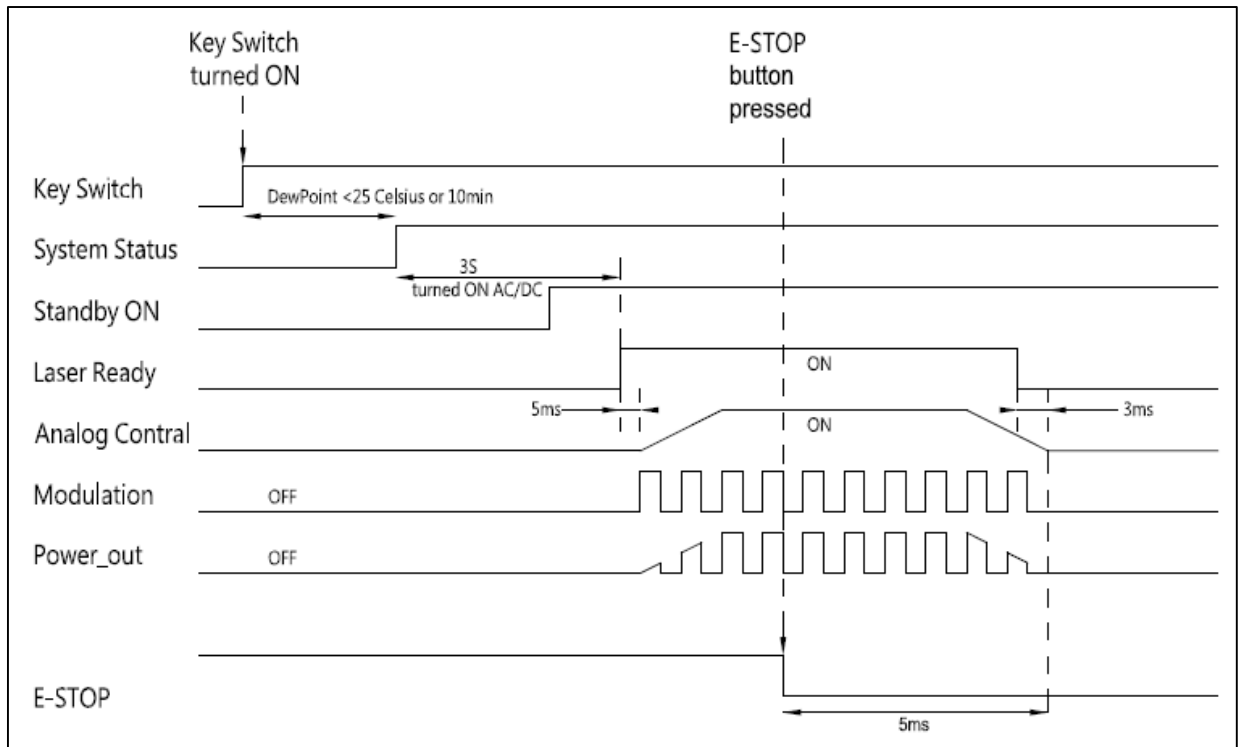 Key Switch
turned ON
E-STOP
button
pressed
Key Switch
DewPoint <25 Celsius or 10min
System Status
3S
turned ON AC/DC
Standby ON
Laser Ready
ON
5ms
3ms
Analog Contral
ON
Modulation
OFF
Power_out
OFF
E-STOP
5ms